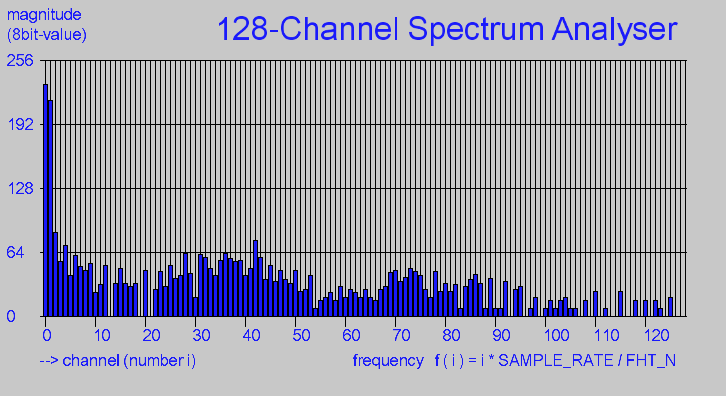 magnitude
(8bit-value)
128-Channel Spectrum Analyser
256
192
128
64
0
0 10 20 30 40 50 60 70 80 90 100 110 120
--> channel (number i) frequency f ( i ) = i * SAMPLE_RATE / FHT_N